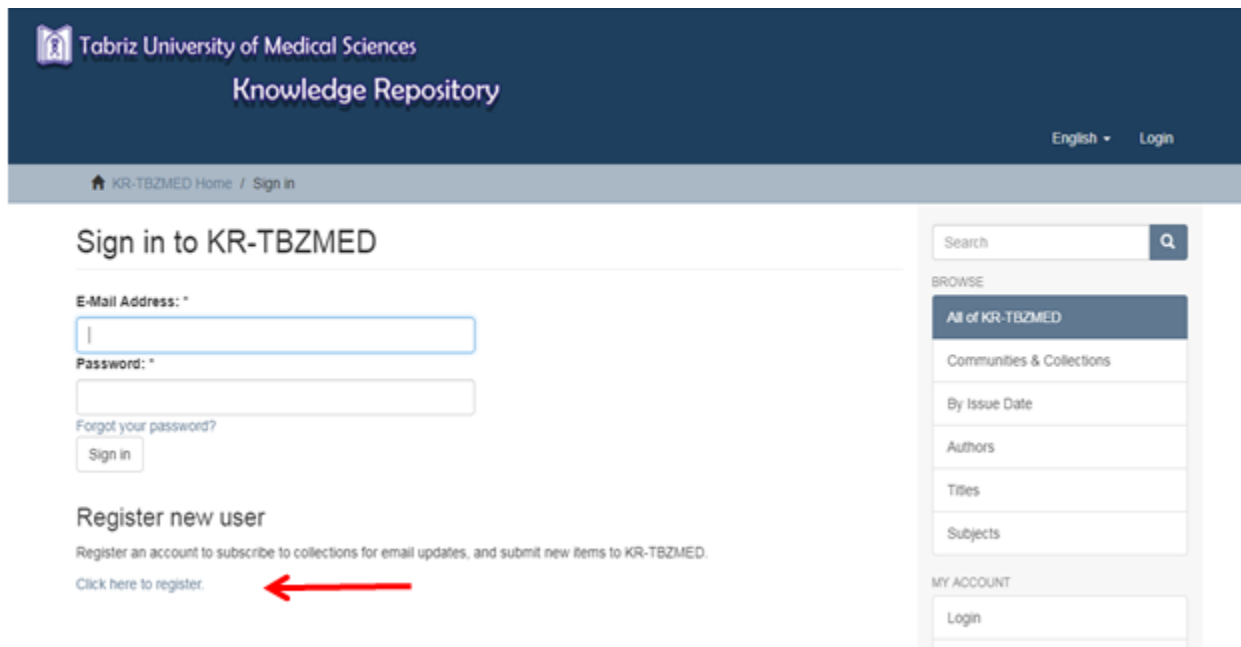 Tabriz University of Medical Sciences
Knowledge Repository
English
Login
KR-TBZMED Home / Sign in
Sign in to KR-TBZMED
E-Mail Address: *
Password: *
Forgot your password?
Sign in
Register new user
Register an account to subscribe to collections for email updates, and submit new items to KR-TBZMED.
Click here to register.
Search
BROWSE
All of KR-TBZMED
Communities & Collections
By Issue Date
Authors
Titles
Subjects
MY ACCOUNT
Login